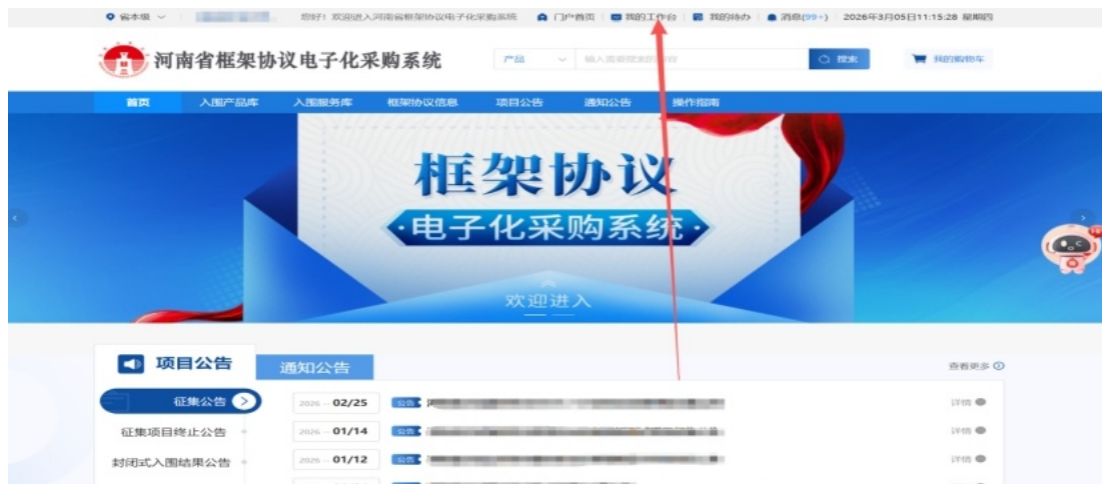 省本级
您好！欢迎进入河南省框架协议电子化采购系统 门户首页 我的工作台 我的待办 消息(99+) 2026年3月05日11:15:28 星期四
河南省框架协议电子化采购系统
产品 输入需要搜索的内容 搜索 我的购物车
首页 入围产品库 入围服务库 框架协议信息 项目公告 通知公告 操作指南
框架协议
·电子化采购系统·
欢迎进入
项目公告 通知公告 查看更多
征集公告 2026 - 02/25 公告 详情
征集项目终止公告 2026 - 01/14 公告 详情
封闭式入围结果公告 2026 - 01/12 公告 详情